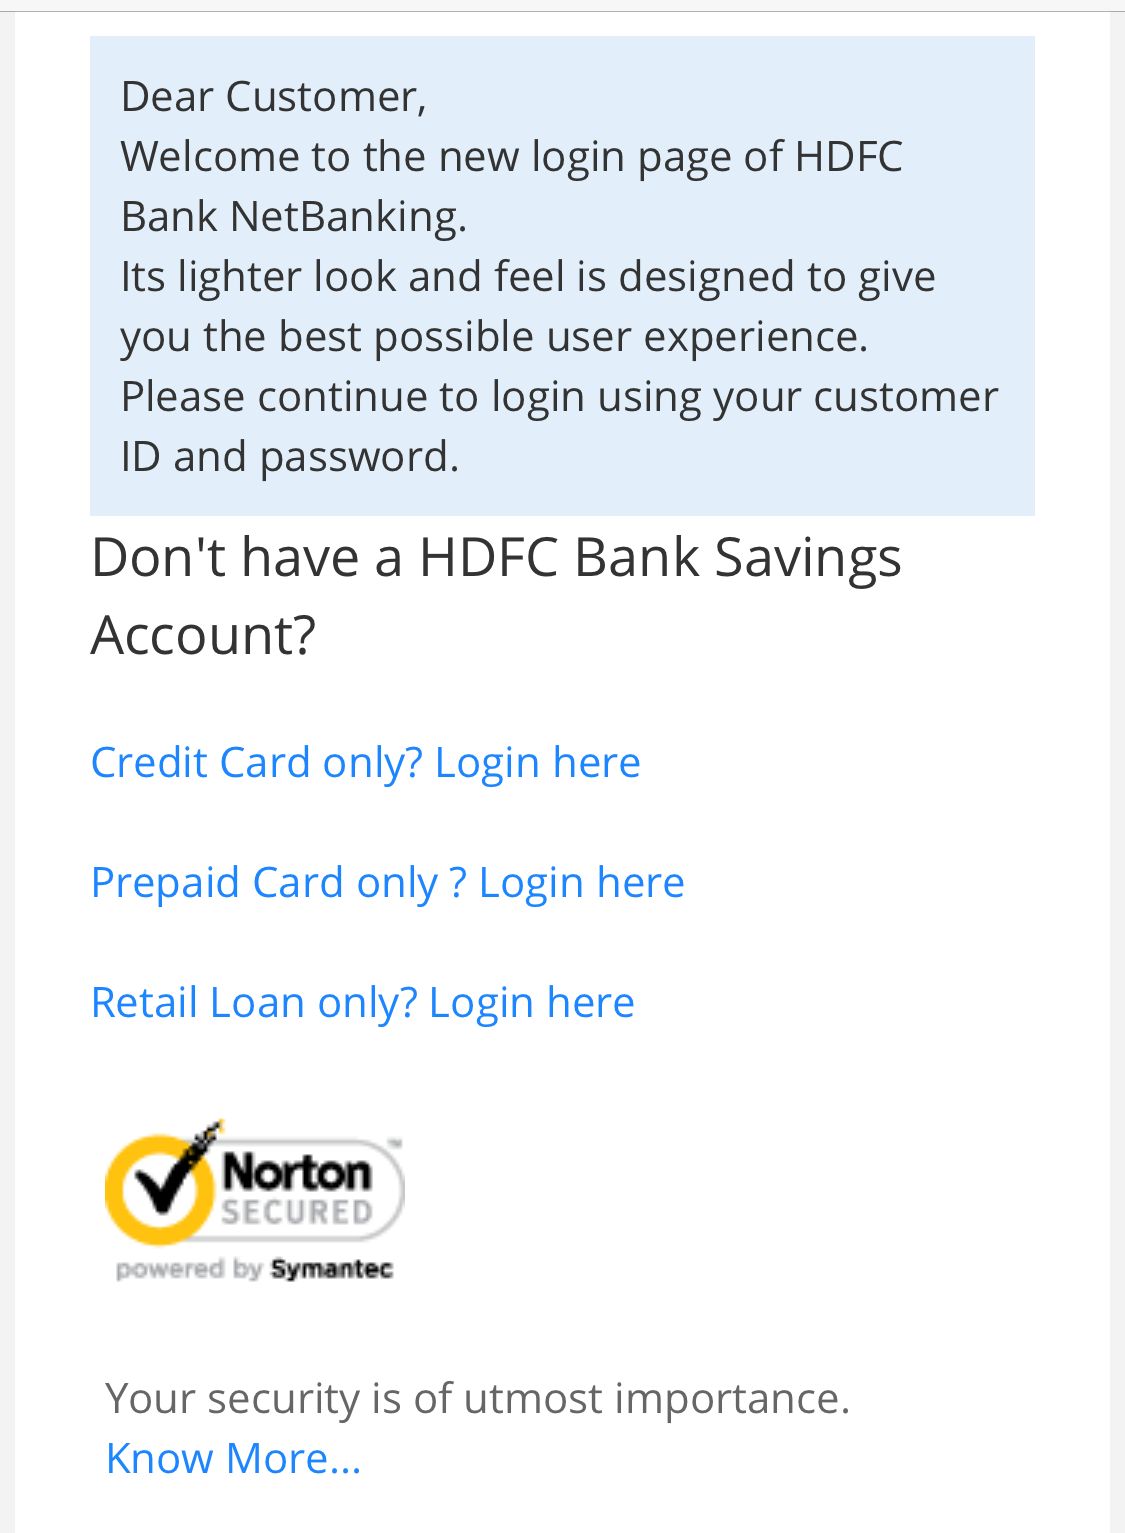 Dear Customer,
Welcome to the new login page of HDFC
Bank NetBanking.
Its lighter look and feel is designed to give
you the best possible user experience.
Please continue to login using your customer
ID and password.
Don't have a HDFC Bank Savings
Account?
Credit Card only? Login here
Prepaid Card only ? Login here
Retail Loan only? Login here
Norton
SECURED
powered by Symantec
Your security is of utmost importance.
Know More...